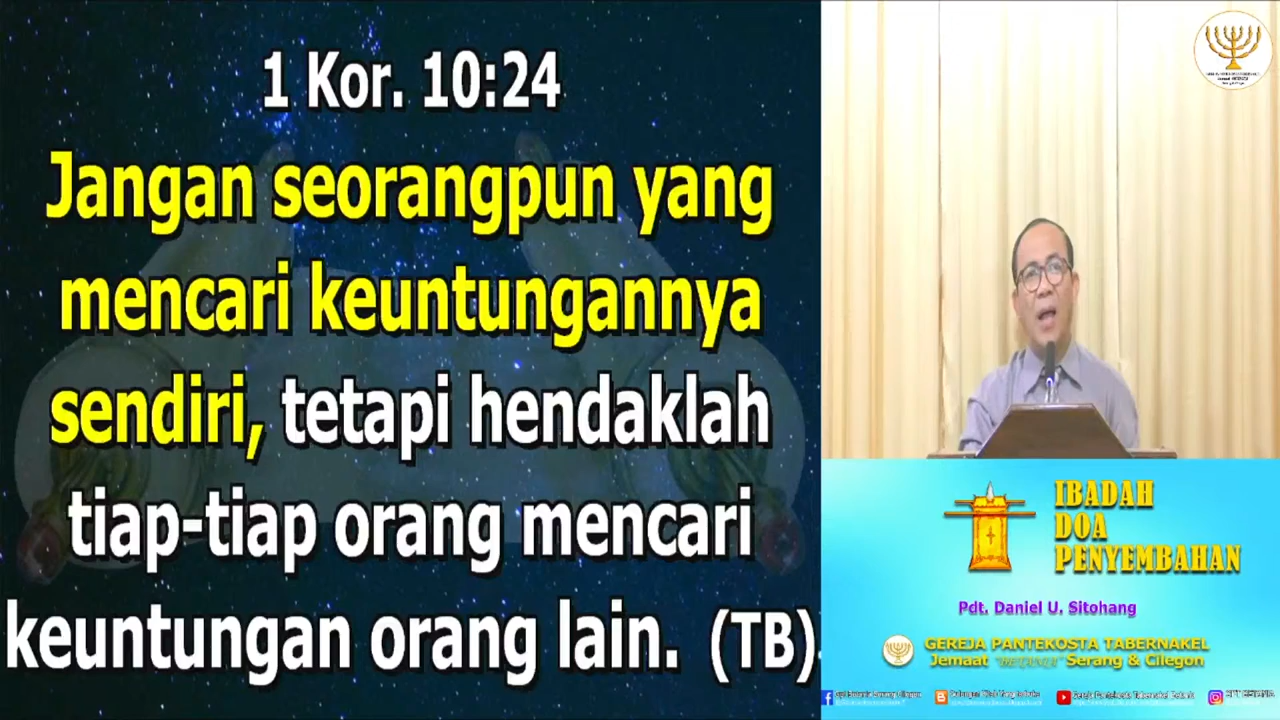 1 Kor. 10:24
Jangan seorangpun yang
mencari keuntungannya
sendiri, tetapi hendaklah
tiap-tiap orang mencari
keuntungan orang lain. (TB)
IBADAH
DOA
PENYEMBAHAN
Pdt. Daniel U. Sitohang
GEREJA PANTEKOSTA TABERNAKEL
Jemaat "BETANIA" Serang & Cilegon